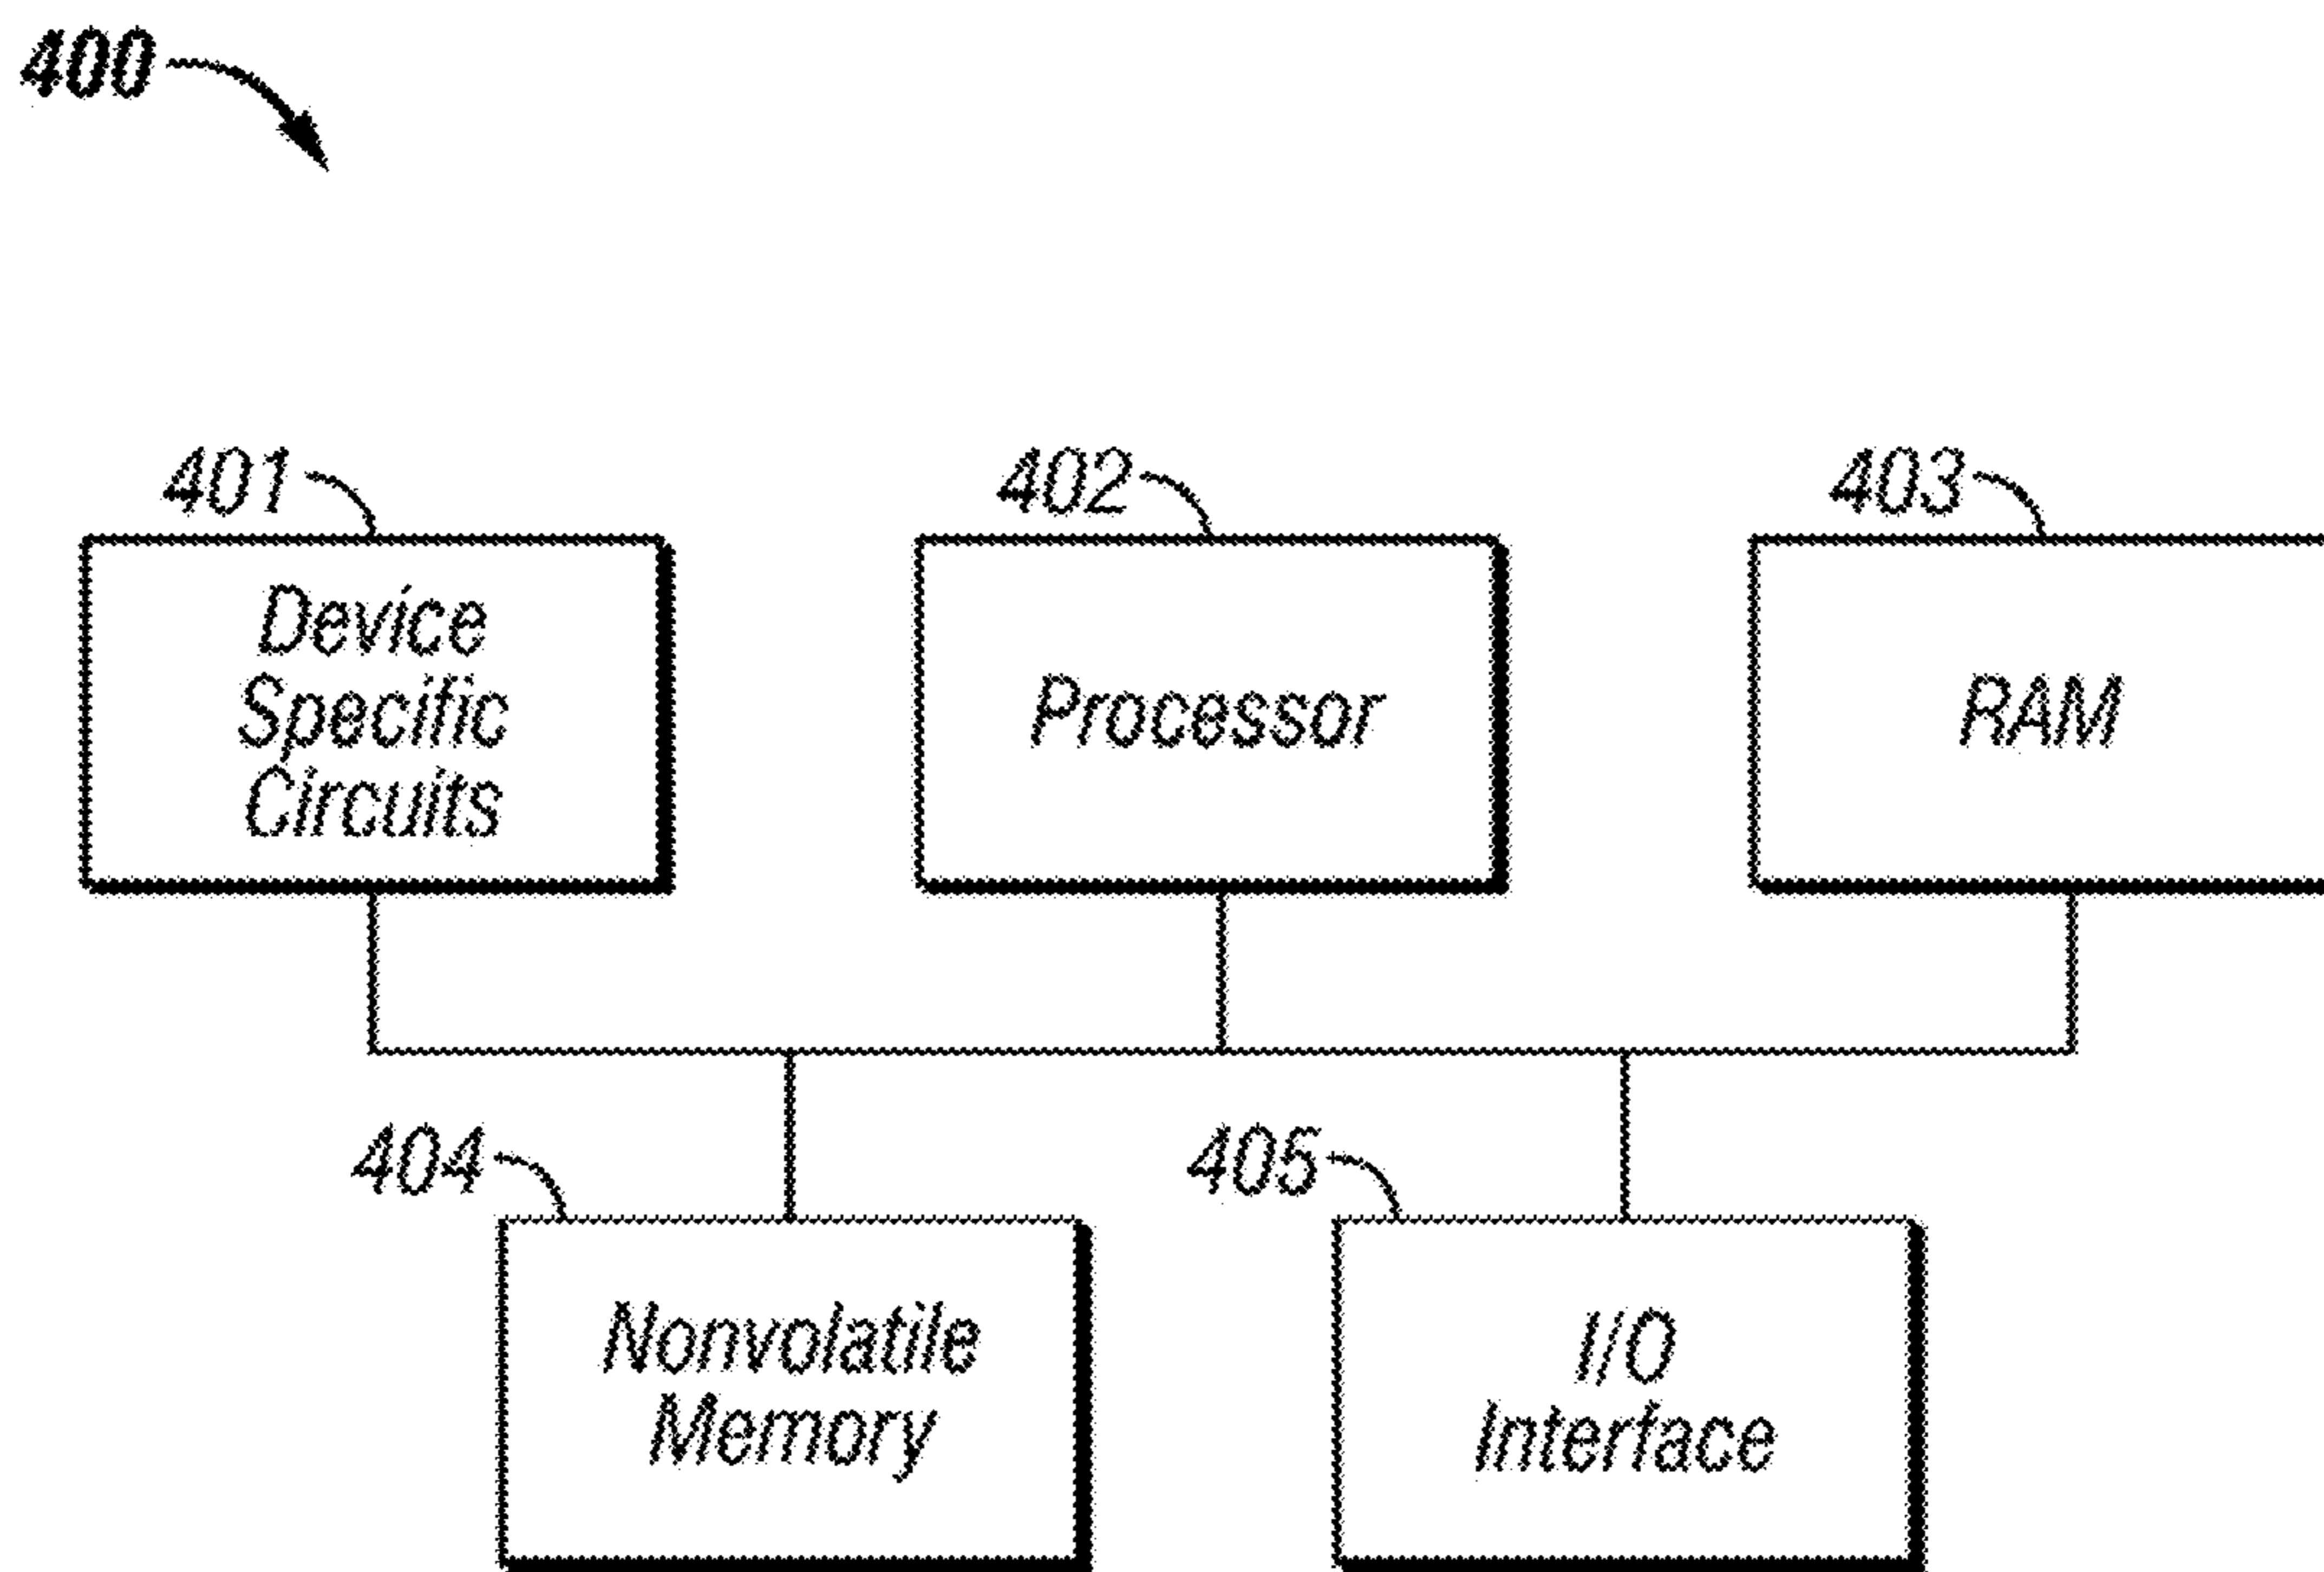 400
401
402
403
Device
Specific
Circuits
Processor
RAM
404
405
Nonvolatile
Memory
I/O
Interface